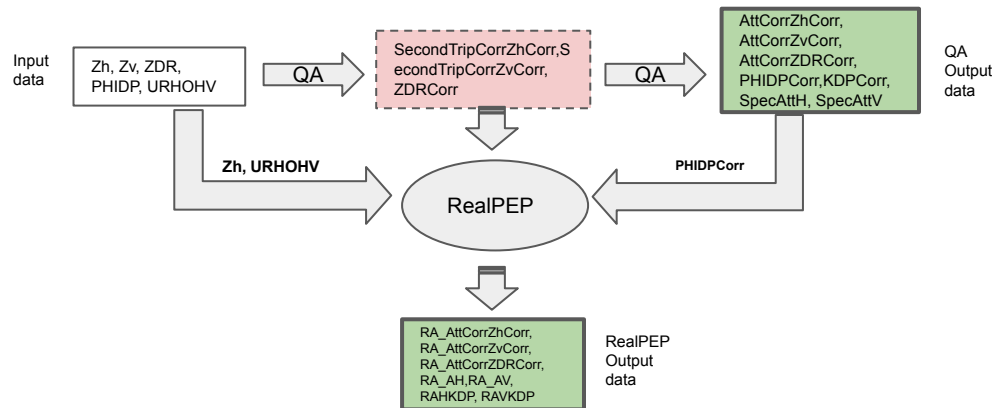 Input
data
Zh, Zv, ZDR,
PHIDP, URHOHV
QA
SecondTripCorrZhCorr,S
econdTripCorrZvCorr,
ZDRCorr
QA
AttCorrZhCorr,
AttCorrZvCorr,
AttCorrZDRCorr,
PHIDPCorr,KDPCorr,
SpecAttH, SpecAttV
QA
Output
data
Zh, URHOHV
PHIDPCorr
RealPEP
RA_AttCorrZhCorr,
RA_AttCorrZvCorr,
RA_AttCorrZDRCorr,
RA_AH,RA_AV,
RAHKDP, RAVKDP
RealPEP
Output
data